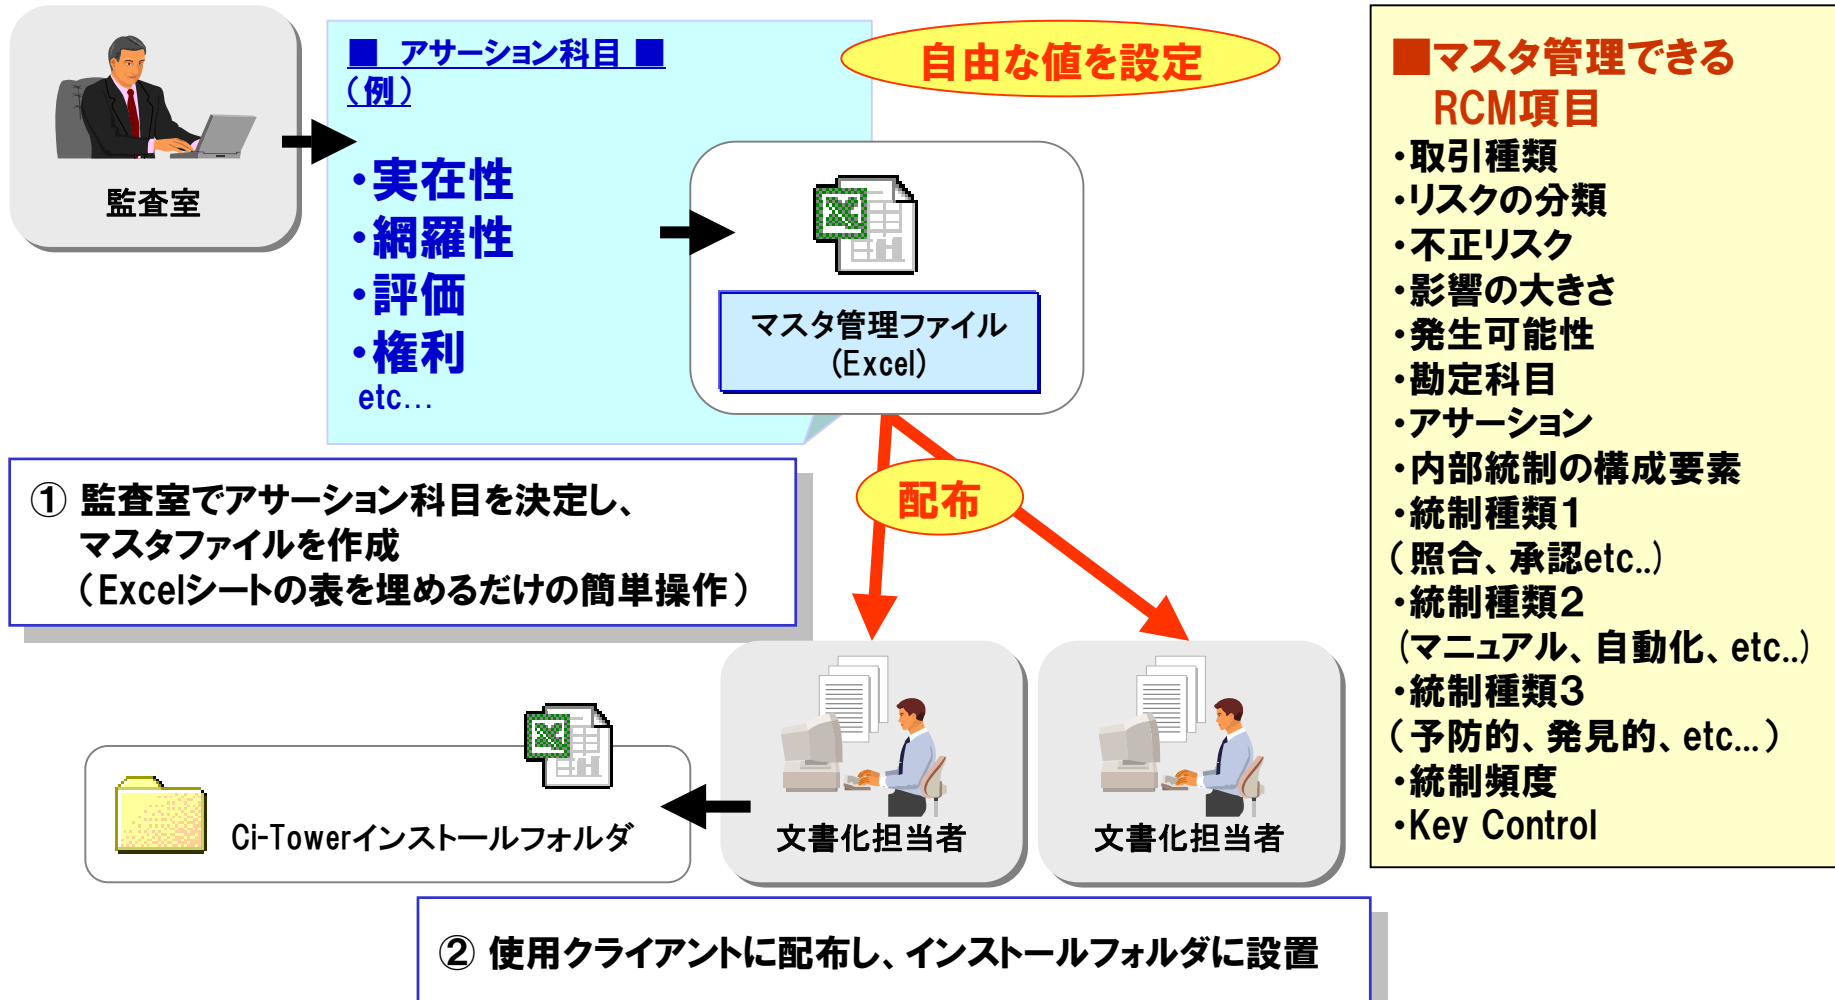 監査室
■ アサーション科目 ■
（例）
・実在性
・網羅性
・評価
・権利
etc…
自由な値を設定
マスタ管理ファイル
（Excel）
① 監査室でアサーション科目を決定し、
マスタファイルを作成
（Excelシートの表を埋めるだけの簡単操作）
配布
Ci-Towerインストールフォルダ
文書化担当者
文書化担当者
② 使用クライアントに配布し、インストールフォルダに設置
■マスタ管理できる
RCM項目
・取引種類
・リスクの分類
・不正リスク
・影響の大きさ
・発生可能性
・勘定科目
・アサーション
・内部統制の構成要素
・統制種類１
（照合、承認etc..）
・統制種類２
（マニュアル、自動化、etc..）
・統制種類３
（予防的、発見的、etc…）
・統制頻度
・Key Control